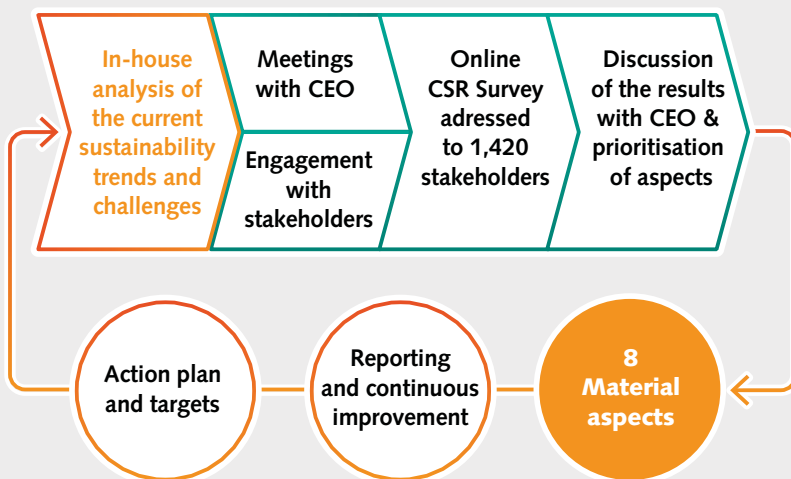 In-house
analysis of
the current
sustainability
trends and
challenges
Meetings
with CEO
Engagement
with
stakeholders
Online
CSR Survey
adressed
to 1,420
stakeholders
Discussion
of the results
with CEO &
prioritisation
of aspects
Action plan
and targets
Reporting
and continuous
improvement
8
Material
aspects